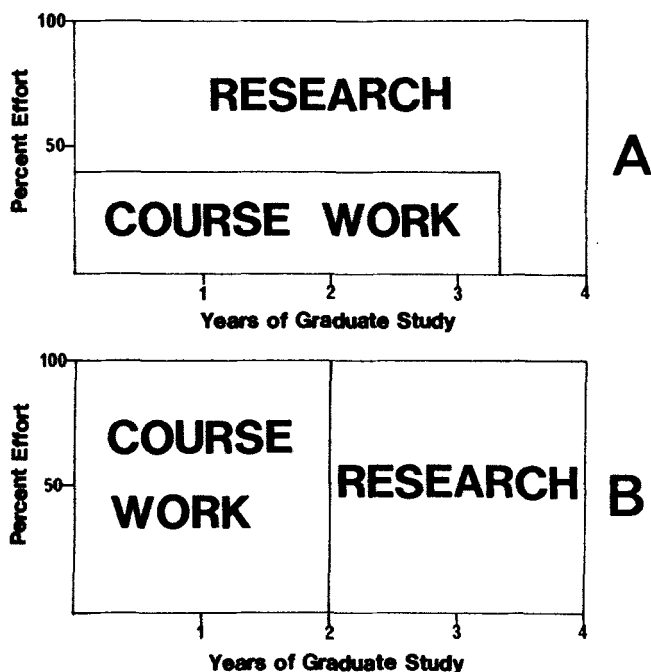 100
RESEARCH
Percent Effort
50
A
COURSE WORK
1 2 3 4
Years of Graduate Study
100
COURSE
Percent Effort
50
RESEARCH
B
WORK
1 2 3 4
Years of Graduate Study